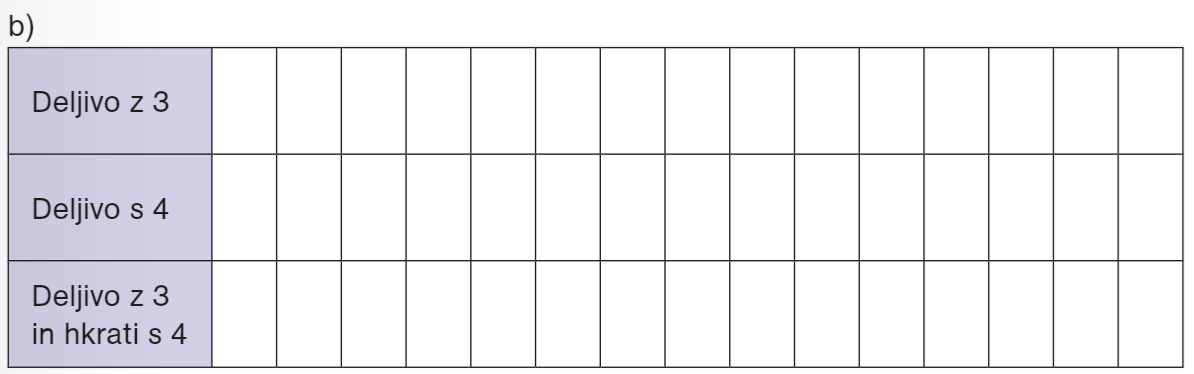 b)
Deljivo z 3
Deljivo s 4
Deljivo z 3
in hkrati s 4